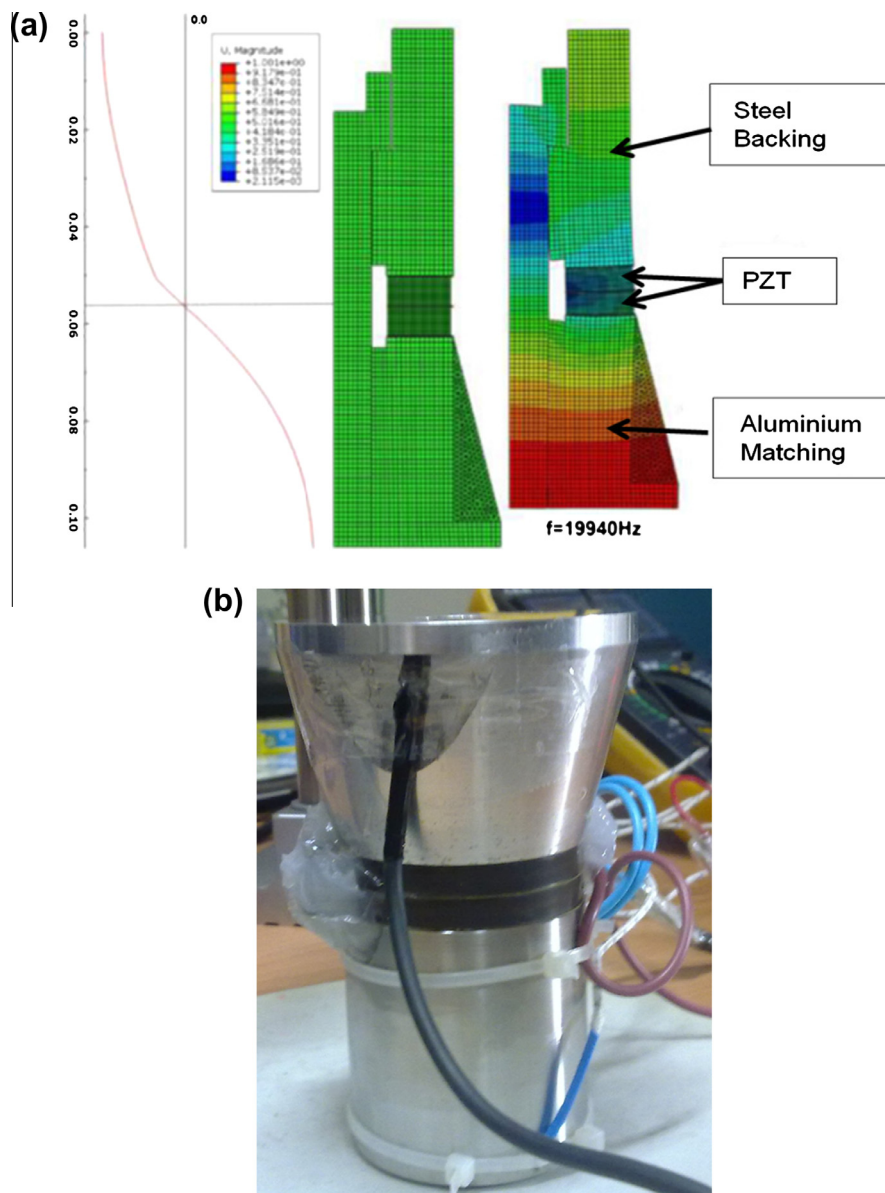 (a)
0.0
0.00
0.02
0.04
0.06
0.08
0.10
U, Magnitude
+1.001e+00
+9.179e-01
+8.347e-01
+7.514e-01
+6.681e-01
+5.849e-01
+5.016e-01
+4.184e-01
+3.351e-01
+2.519e-01
+1.686e-01
+8.537e-02
+2.115e-03
Steel
Backing
PZT
Aluminium
Matching
f=19940Hz
(b)